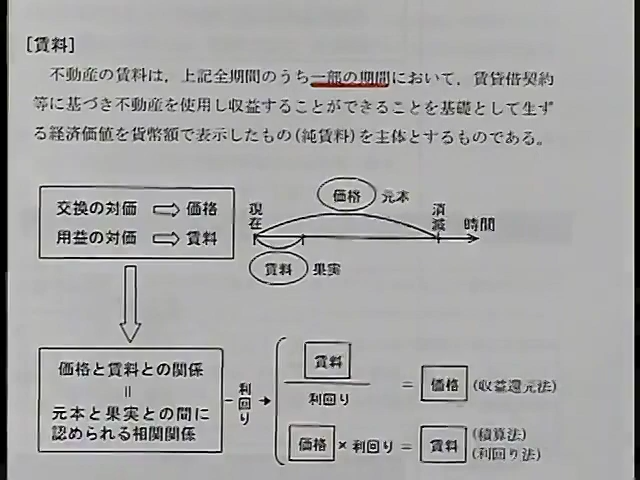 [賃料]
不動産の賃料は，上記全期間のうち一部の期間において，賃貸借契約
等に基づき不動産を使用し収益することができることを基礎として生ず
る経済価値を貨幣額で表示したもの(純賃料)を主体とするものである。
交換の対価 ⇨ 価格
用益の対価 ⇨ 賃料
価格 元本
現在
消滅
時間
賃料 果実
価格と賃料との関係
॥
元本と果実との間に
認められる相関関係
利回り
賃料
利回り
= 価格 (収益還元法)
価格 × 利回り = 賃料 (積算法)
(利回り法)